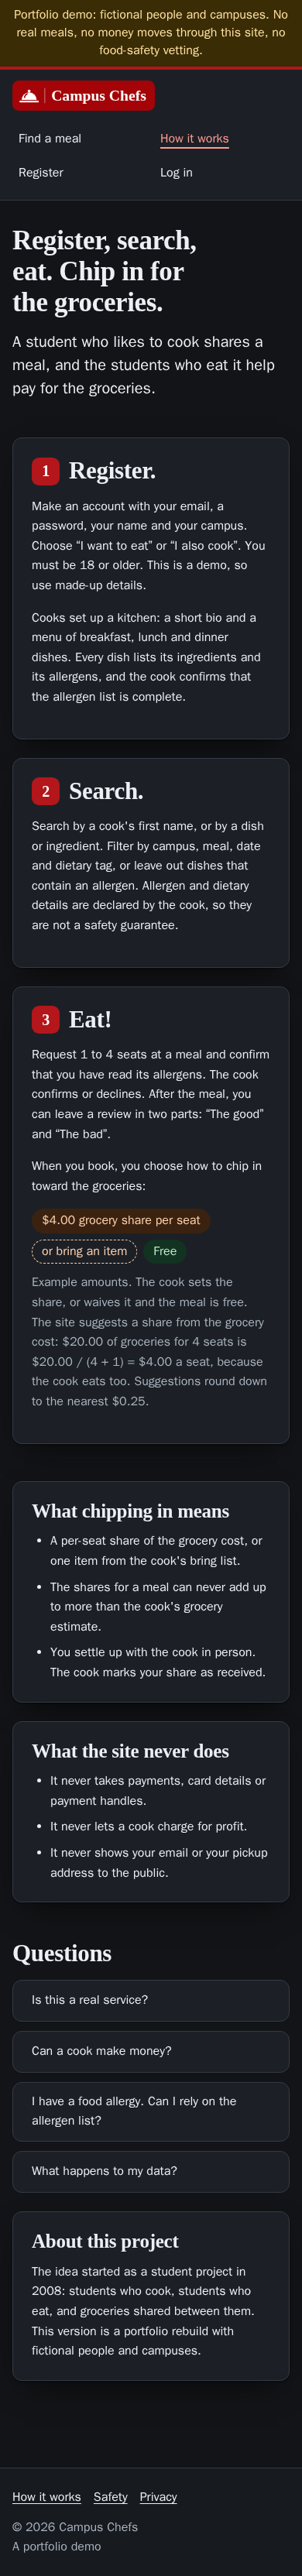 Portfolio demo: fictional people and campuses. No
real meals, no money moves through this site, no
food-safety vetting.
Campus Chefs
Find a meal
How it works
Register
Log in
Register, search,
eat. Chip in for
the groceries.
A student who likes to cook shares a
meal, and the students who eat it help
pay for the groceries.
1 Register.
Make an account with your email, a
password, your name and your campus.
Choose “I want to eat” or “I also cook”. You
must be 18 or older. This is a demo, so
use made-up details.
Cooks set up a kitchen: a short bio and a
menu of breakfast, lunch and dinner
dishes. Every dish lists its ingredients and
its allergens, and the cook confirms that
the allergen list is complete.
2 Search.
Search by a cook's first name, or by a dish
or ingredient. Filter by campus, meal, date
and dietary tag, or leave out dishes that
contain an allergen. Allergen and dietary
details are declared by the cook, so they
are not a safety guarantee.
3 Eat!
Request 1 to 4 seats at a meal and confirm
that you have read its allergens. The cook
confirms or declines. After the meal, you
can leave a review in two parts: “The good”
and “The bad”.
When you book, you choose how to chip in
toward the groceries:
$4.00 grocery share per seat
or bring an item Free
Example amounts. The cook sets the
share, or waives it and the meal is free.
The site suggests a share from the grocery
cost: $20.00 of groceries for 4 seats is
$20.00 / (4 + 1) = $4.00 a seat, because
the cook eats too. Suggestions round down
to the nearest $0.25.
What chipping in means
• A per-seat share of the grocery cost, or
one item from the cook's bring list.
• The shares for a meal can never add up
to more than the cook's grocery
estimate.
• You settle up with the cook in person.
The cook marks your share as received.
What the site never does
• It never takes payments, card details or
payment handles.
• It never lets a cook charge for profit.
• It never shows your email or your pickup
address to the public.
Questions
Is this a real service?
Can a cook make money?
I have a food allergy. Can I rely on the
allergen list?
What happens to my data?
About this project
The idea started as a student project in
2008: students who cook, students who
eat, and groceries shared between them.
This version is a portfolio rebuild with
fictional people and campuses.
How it works Safety Privacy
© 2026 Campus Chefs
A portfolio demo